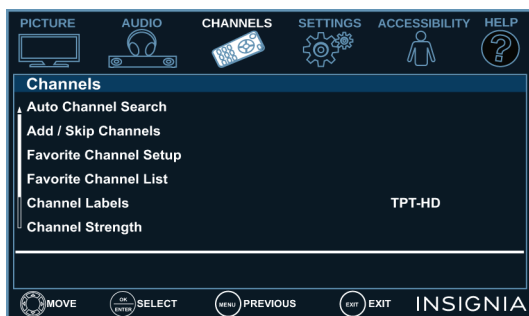 PICTURE AUDIO CHANNELS SETTINGS ACCESSIBILITY HELP
?
Channels
Auto Channel Search
Add / Skip Channels
Favorite Channel Setup
Favorite Channel List
Channel Labels TPT-HD
Channel Strength
MOVE OK ENTER SELECT MENU PREVIOUS EXIT EXIT INSIGNIA